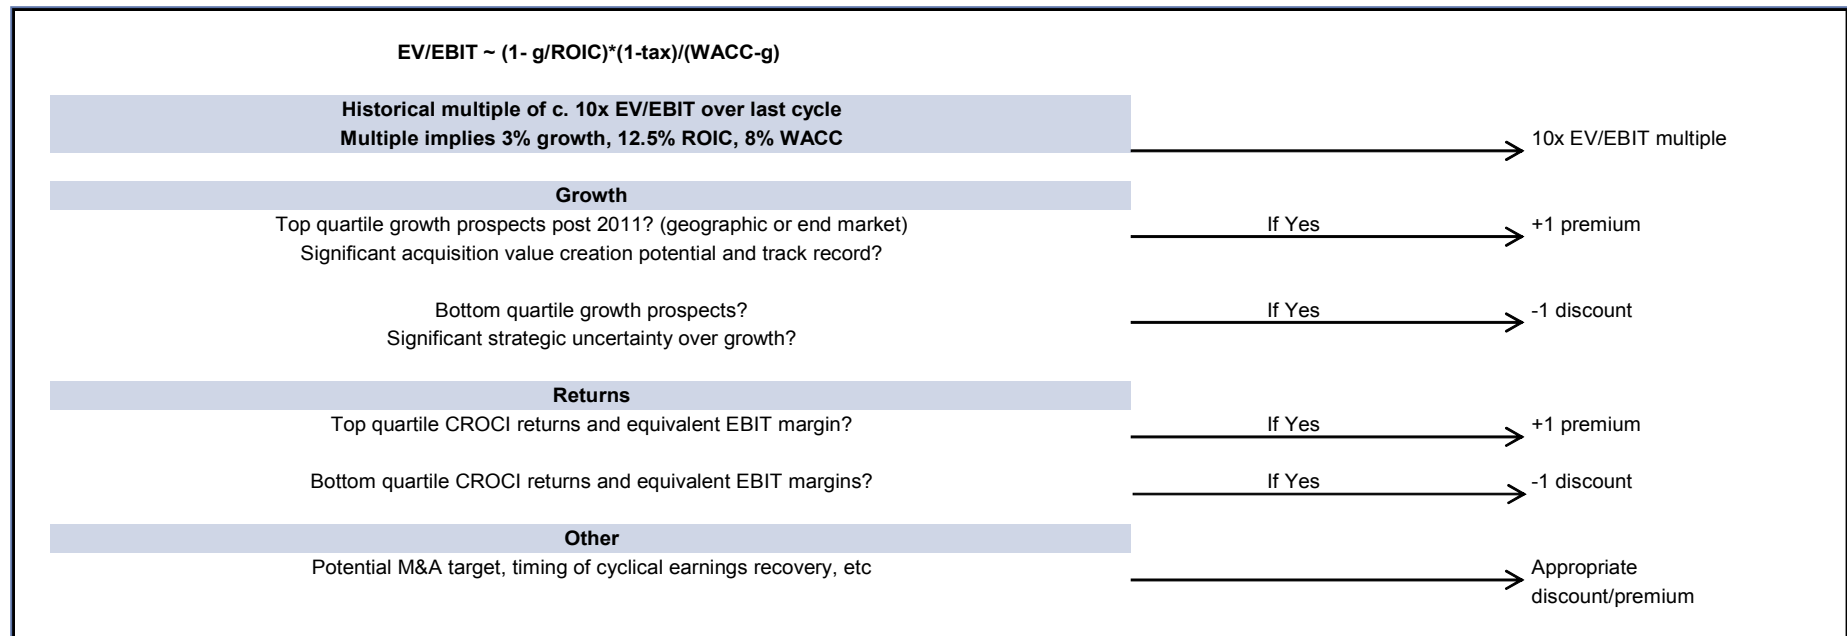 EV/EBIT ~ (1- g/ROIC)*(1-tax)/(WACC-g)
Historical multiple of c. 10x EV/EBIT over last cycle
Multiple implies 3% growth, 12.5% ROIC, 8% WACC
10x EV/EBIT multiple
Growth
Top quartile growth prospects post 2011? (geographic or end market)
If Yes
+1 premium
Significant acquisition value creation potential and track record?
Bottom quartile growth prospects?
If Yes
-1 discount
Significant strategic uncertainty over growth?
Returns
Top quartile CROCI returns and equivalent EBIT margin?
If Yes
+1 premium
Bottom quartile CROCI returns and equivalent EBIT margins?
If Yes
-1 discount
Other
Potential M&A target, timing of cyclical earnings recovery, etc
Appropriate
discount/premium